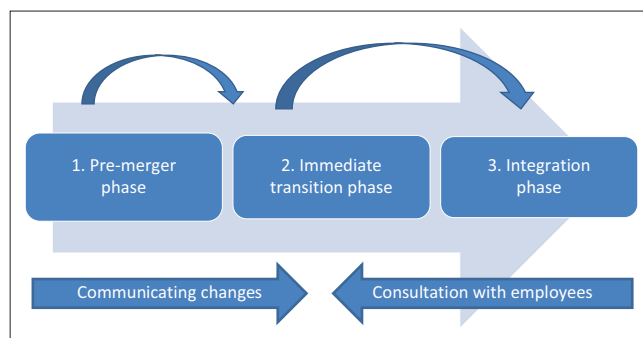 1. Pre-merger
phase
2. Immediate
transition phase
3. Integration
phase
Communicating changes
Consultation with employees